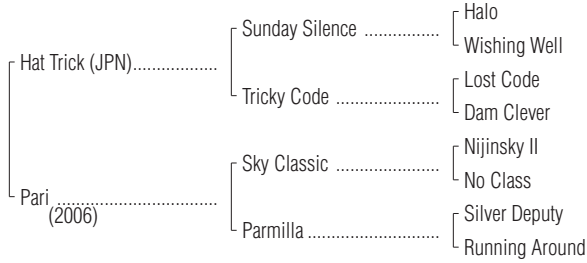 Halo
Sunday Silence ................
Wishing Well
Hat Trick (JPN)..................
Lost Code
Tricky Code ......................
Dam Clever
Nijinsky II
Sky Classic ......................
No Class
Pari ..................................
(2006)
Silver Deputy
Parmilla ............................
Running Around